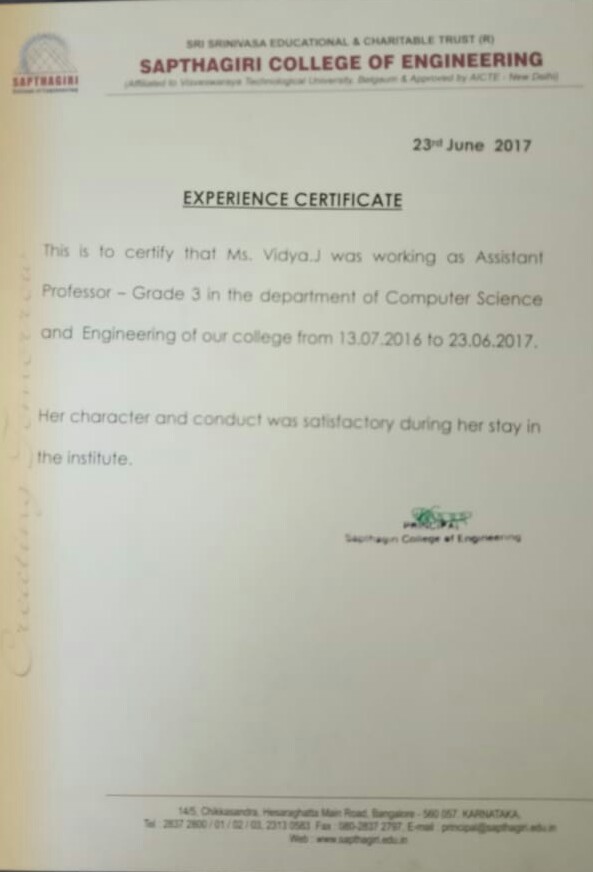 SRI SRINIVASA EDUCATIONAL & CHARITABLE TRUST (R)
SAPTHAGIRI COLLEGE OF ENGINEERING
(Affiliated to Visveswaraya Technological University, Belgaum & Approved by AICTE - New Delhi)
SAPTHAGIRI
College of Engineering
23rd June 2017
EXPERIENCE CERTIFICATE
This is to certify that Ms. Vidya.J was working as Assistant
Professor – Grade 3 in the department of Computer Science
and Engineering of our college from 13.07.2016 to 23.06.2017.
Her character and conduct was satisfactory during her stay in
the institute.
PRINCIPAL
Sapthagiri College of Engineering
14/5, Chikkasandra, Hesaraghatta Main Road, Bangalore - 560 057. KARNATAKA.
Tel : 2837 2800 / 01 / 02 / 03, 2313 0583 Fax : 080-2837 2797, E-mail : principal@sapthagiri.edu.in
Web : www.sapthagiri.edu.in